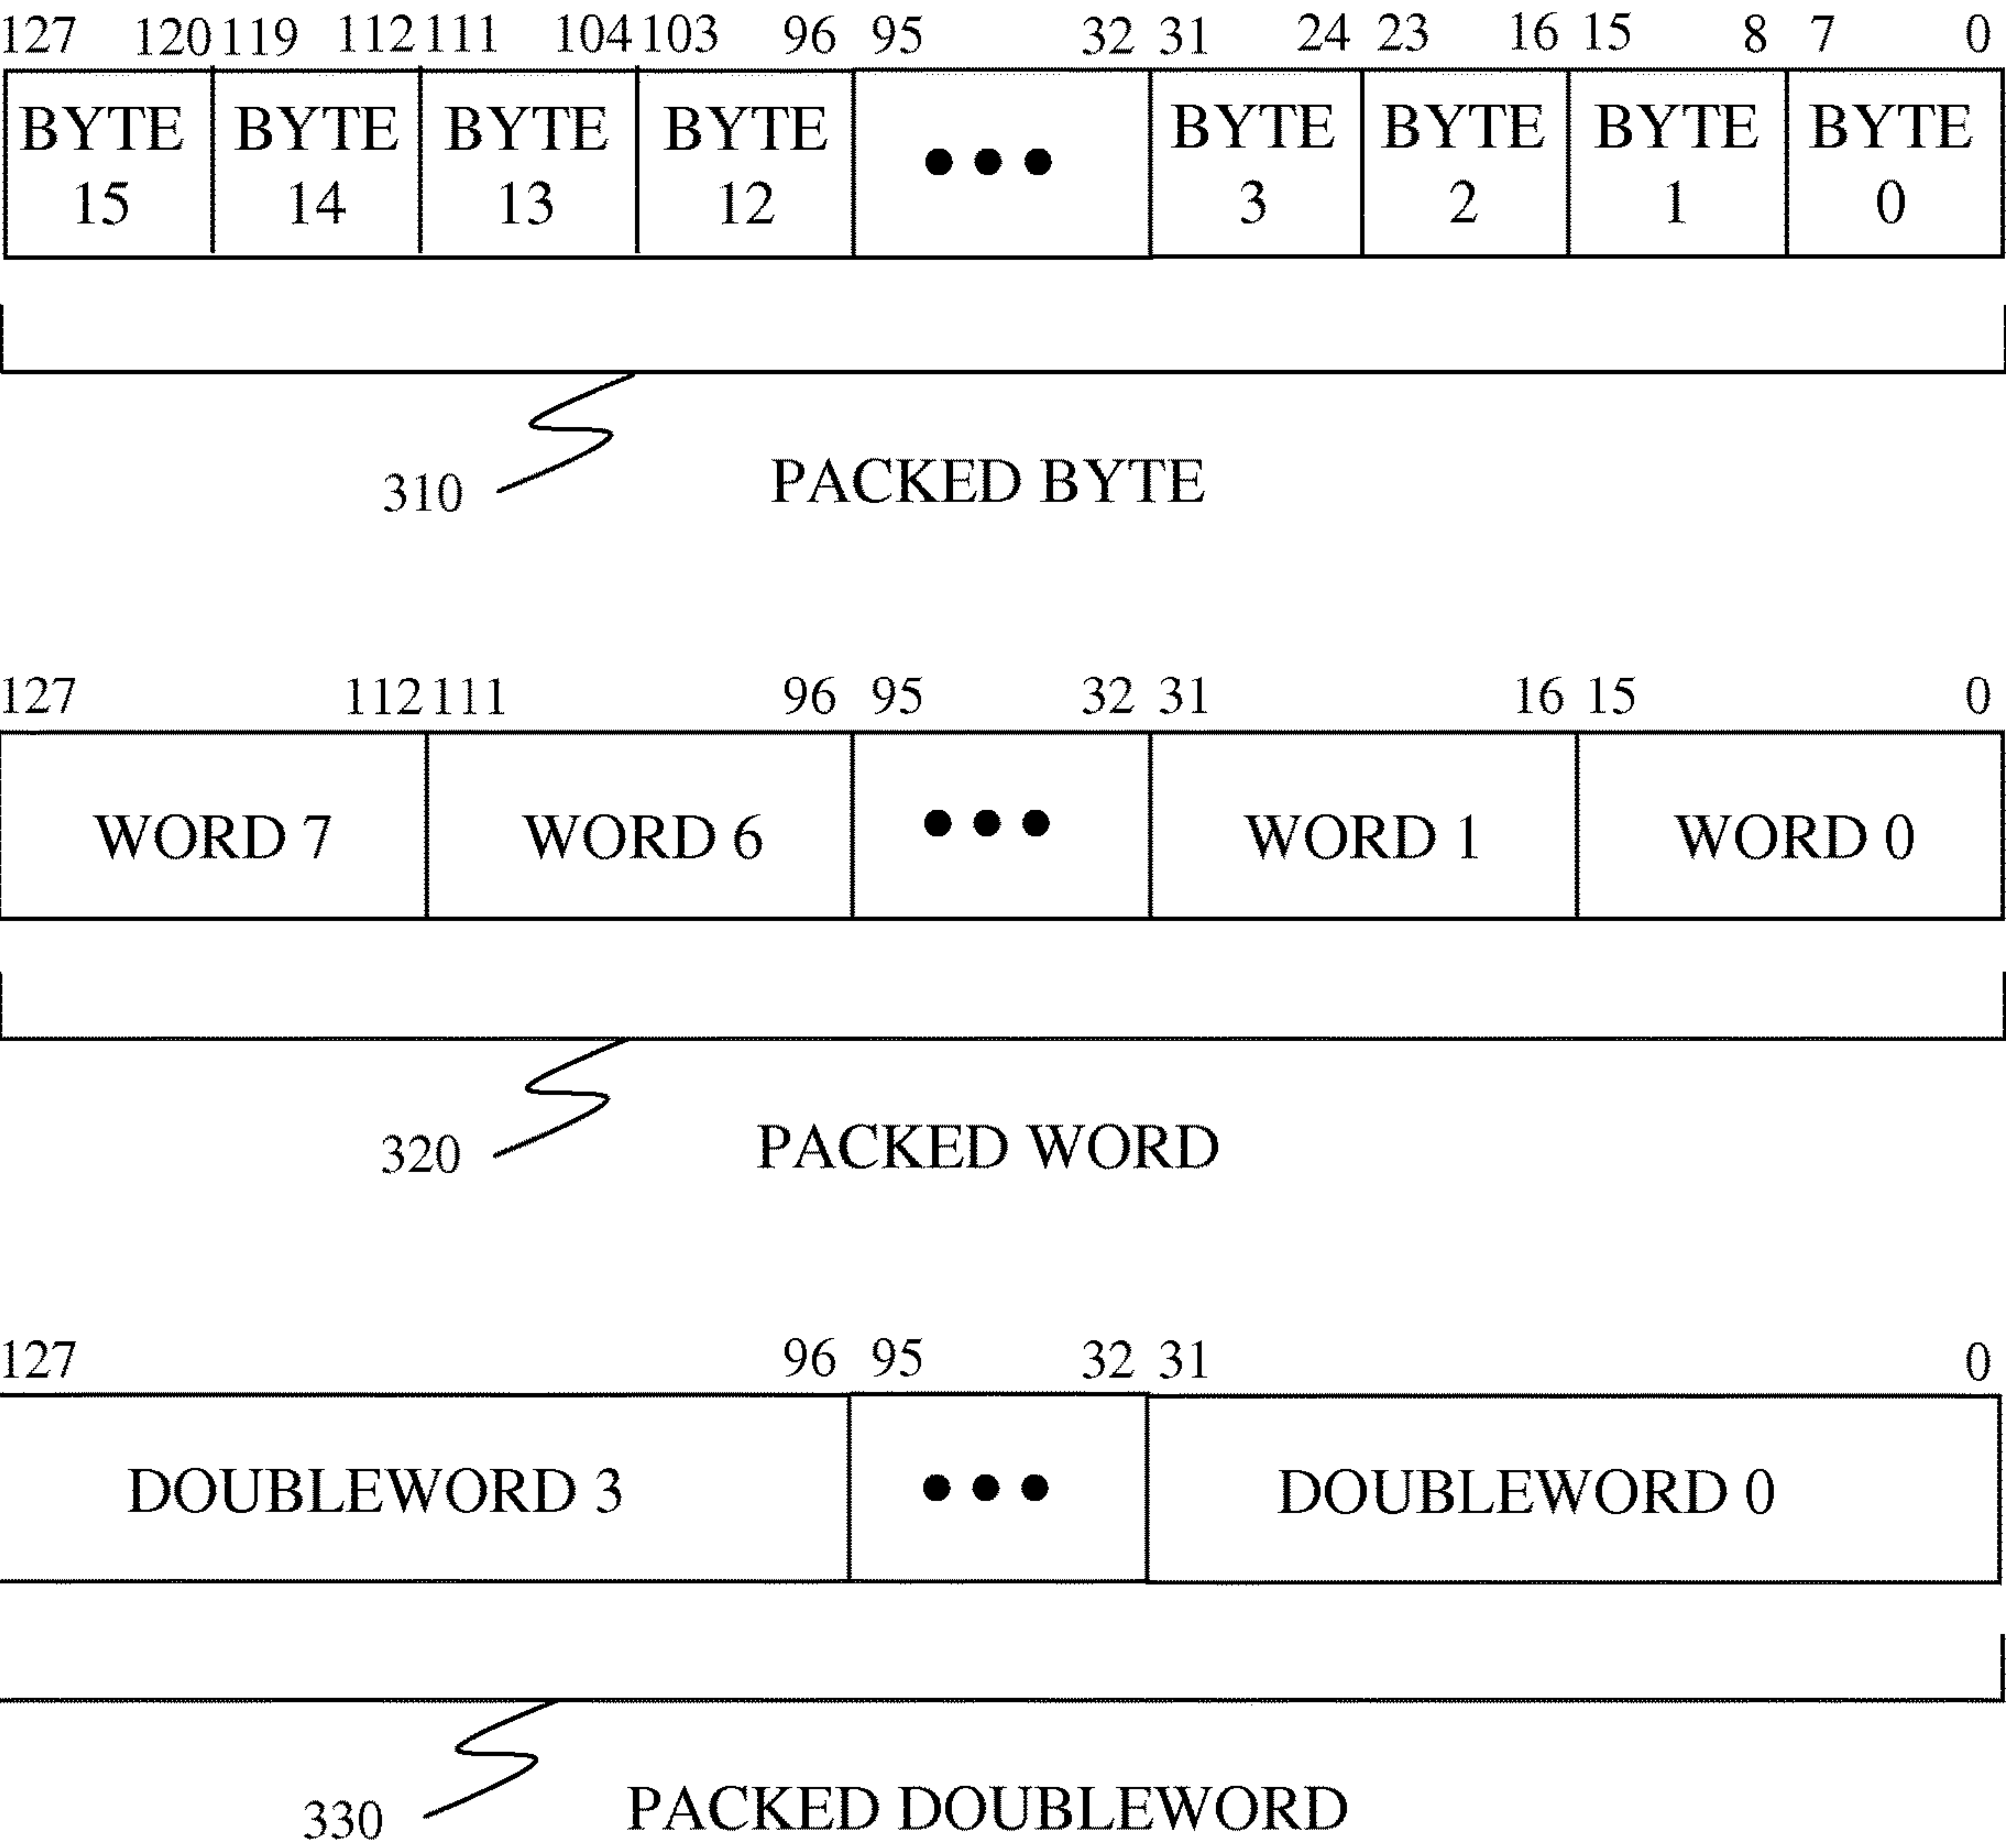 127 120 119 112 111 104 103 96 95 32 31 24 23 16 15 8 7 0
BYTE BYTE BYTE BYTE BYTE BYTE BYTE BYTE
15 14 13 12 ••• 3 2 1 0
310 PACKED BYTE
127 112 111 96 95 32 31 16 15 0
WORD 7 WORD 6 ••• WORD 1 WORD 0
320 PACKED WORD
127 96 95 32 31 0
DOUBLEWORD 3 ••• DOUBLEWORD 0
330 PACKED DOUBLEWORD